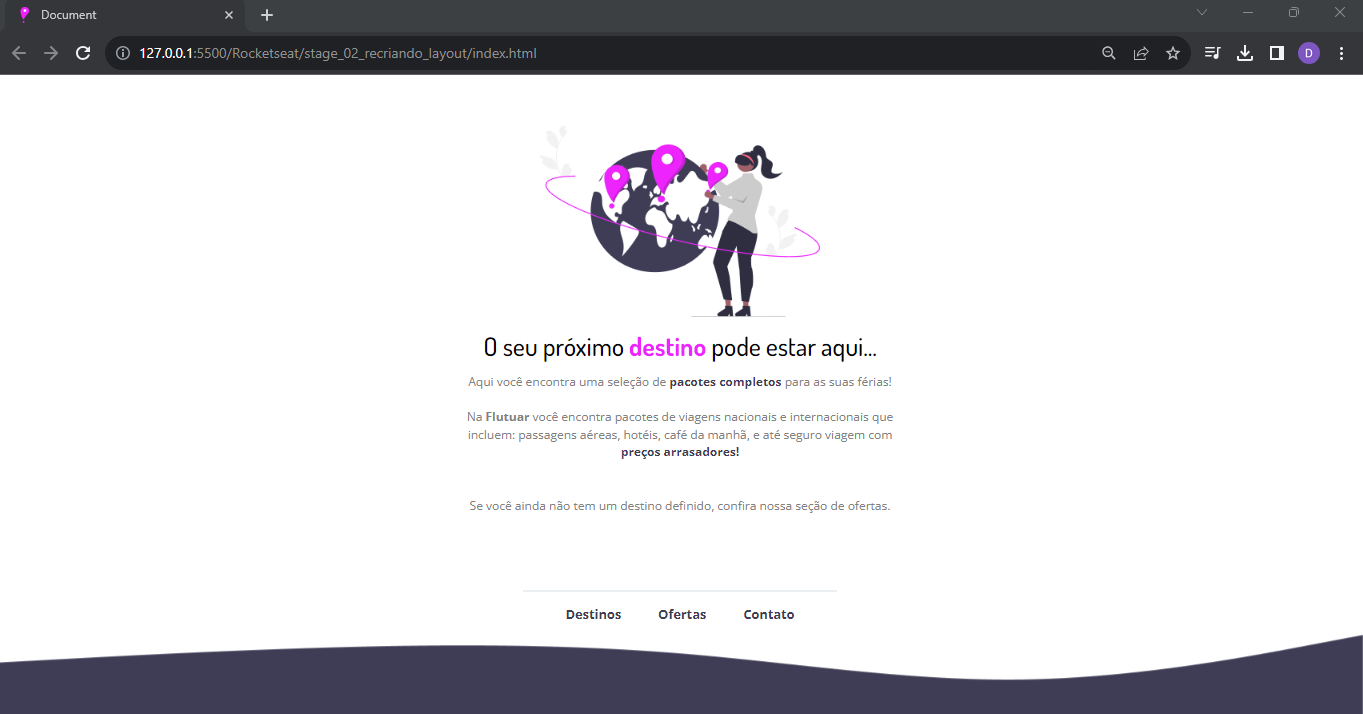 Document
127.0.0.1:5500/Rocketseat/stage_02_recriando_layout/index.html
D
O seu próximo destino pode estar aqui...
Aqui você encontra uma seleção de pacotes completos para as suas férias!
Na Flutuar você encontra pacotes de viagens nacionais e internacionais que
incluem: passagens aéreas, hotéis, café da manhã, e até seguro viagem com
preços arrasadores!
Se você ainda não tem um destino definido, confira nossa seção de ofertas.
Destinos Ofertas Contato